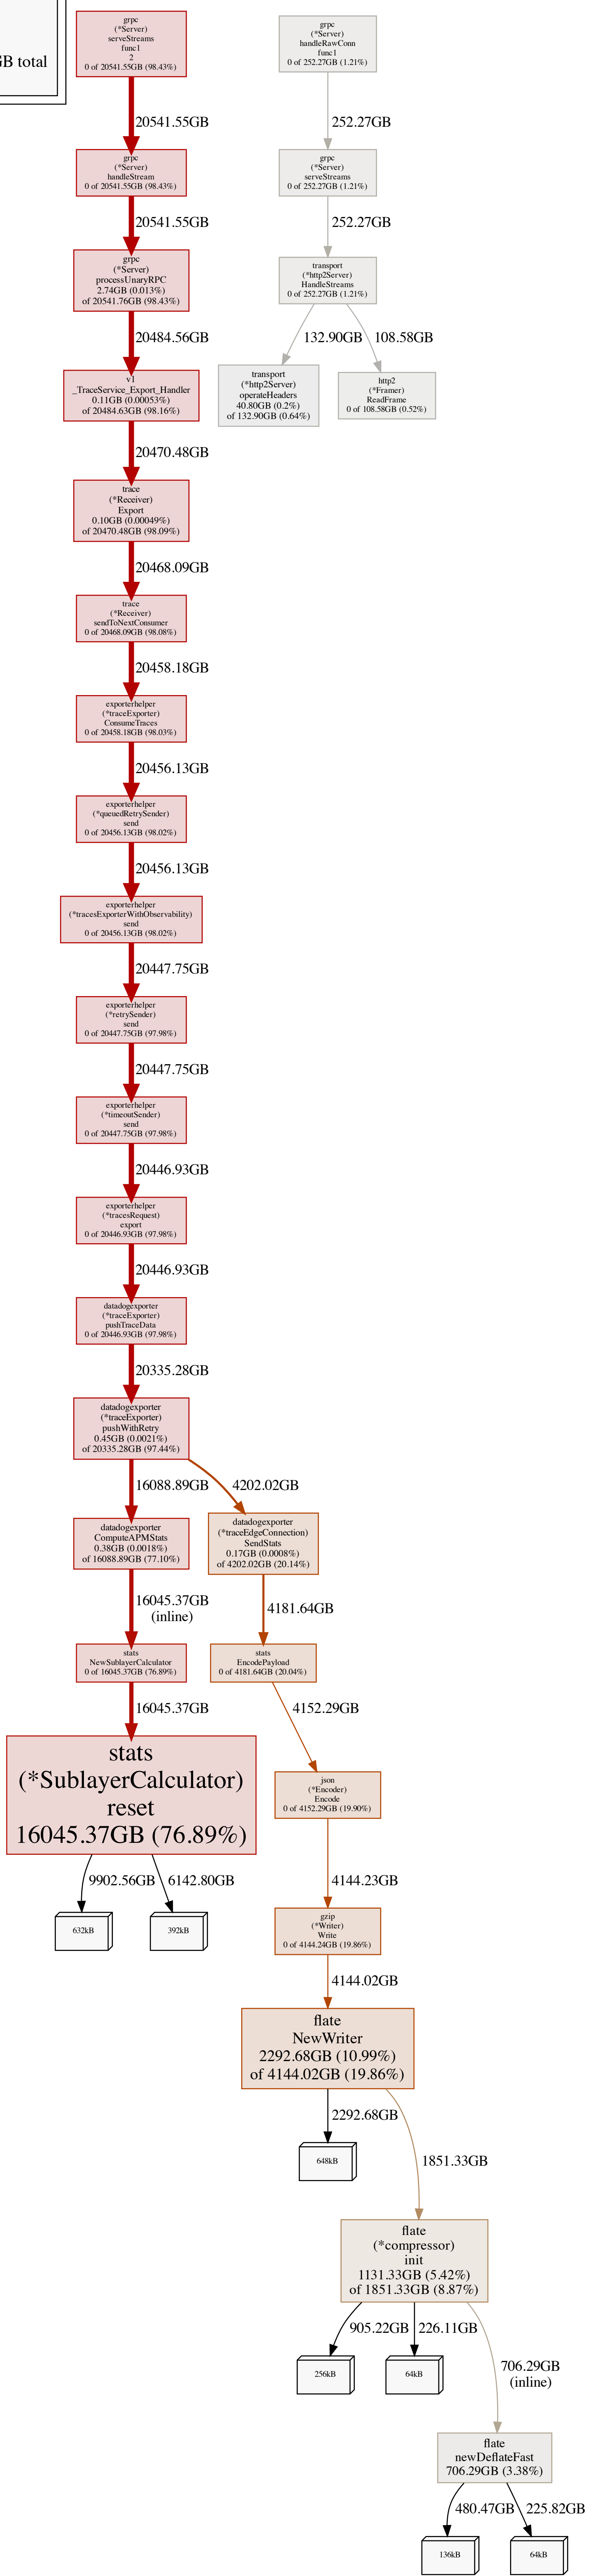 GB total
grpc
(*Server)
serveStreams
func1
2
0 of 20541.55GB (98.43%)
grpc
(*Server)
handleRawConn
func1
0 of 252.27GB (1.21%)
20541.55GB
252.27GB
grpc
(*Server)
handleStream
0 of 20541.55GB (98.43%)
grpc
(*Server)
serveStreams
0 of 252.27GB (1.21%)
20541.55GB
252.27GB
grpc
(*Server)
processUnaryRPC
2.74GB (0.013%)
of 20541.76GB (98.43%)
transport
(*http2Server)
HandleStreams
0 of 252.27GB (1.21%)
20484.56GB
132.90GB
108.58GB
v1
_TraceService_Export_Handler
0.11GB (0.00053%)
of 20484.63GB (98.16%)
transport
(*http2Server)
operateHeaders
40.80GB (0.2%)
of 132.90GB (0.64%)
http2
(*Framer)
ReadFrame
0 of 108.58GB (0.52%)
20470.48GB
trace
(*Receiver)
Export
0.10GB (0.00049%)
of 20470.48GB (98.09%)
20468.09GB
trace
(*Receiver)
sendToNextConsumer
0 of 20468.09GB (98.08%)
20458.18GB
exporterhelper
(*traceExporter)
ConsumeTraces
0 of 20458.18GB (98.03%)
20456.13GB
exporterhelper
(*queuedRetrySender)
send
0 of 20456.13GB (98.02%)
20456.13GB
exporterhelper
(*tracesExporterWithObservability)
send
0 of 20456.13GB (98.02%)
20447.75GB
exporterhelper
(*retrySender)
send
0 of 20447.75GB (97.98%)
20447.75GB
exporterhelper
(*timeoutSender)
send
0 of 20447.75GB (97.98%)
20446.93GB
exporterhelper
(*tracesRequest)
export
0 of 20446.93GB (97.98%)
20446.93GB
datadogexporter
(*traceExporter)
pushTraceData
0 of 20446.93GB (97.98%)
20335.28GB
datadogexporter
(*traceExporter)
pushWithRetry
0.45GB (0.0021%)
of 20335.28GB (97.44%)
16088.89GB
4202.02GB
datadogexporter
ComputeAPMStats
0.38GB (0.0018%)
of 16088.89GB (77.10%)
datadogexporter
(*traceEdgeConnection)
SendStats
0.17GB (0.0008%)
of 4202.02GB (20.14%)
16045.37GB
(inline)
4181.64GB
stats
NewSublayerCalculator
0 of 16045.37GB (76.89%)
stats
EncodePayload
0 of 4181.64GB (20.04%)
16045.37GB
4152.29GB
stats
(*SublayerCalculator)
reset
16045.37GB (76.89%)
json
(*Encoder)
Encode
0 of 4152.29GB (19.90%)
9902.56GB
6142.80GB
4144.23GB
632kB
392kB
gzip
(*Writer)
Write
0 of 4144.24GB (19.86%)
4144.02GB
flate
NewWriter
2292.68GB (10.99%)
of 4144.02GB (19.86%)
2292.68GB
648kB
1851.33GB
flate
(*compressor)
init
1131.33GB (5.42%)
of 1851.33GB (8.87%)
905.22GB
226.11GB
706.29GB
(inline)
256kB
64kB
flate
newDeflateFast
706.29GB (3.38%)
480.47GB
225.82GB
136kB
64kB